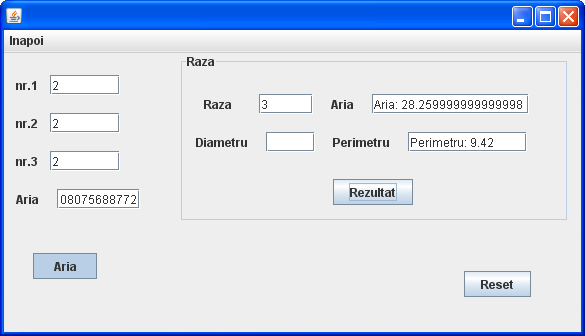 Inapoi
nr.1 2
nr.2 2
nr.3 2
Aria 08075688772
Aria
Raza
Raza 3 Aria Aria: 28.259999999999998
Diametru Perimetru Perimetru: 9.42
Rezultat
Reset